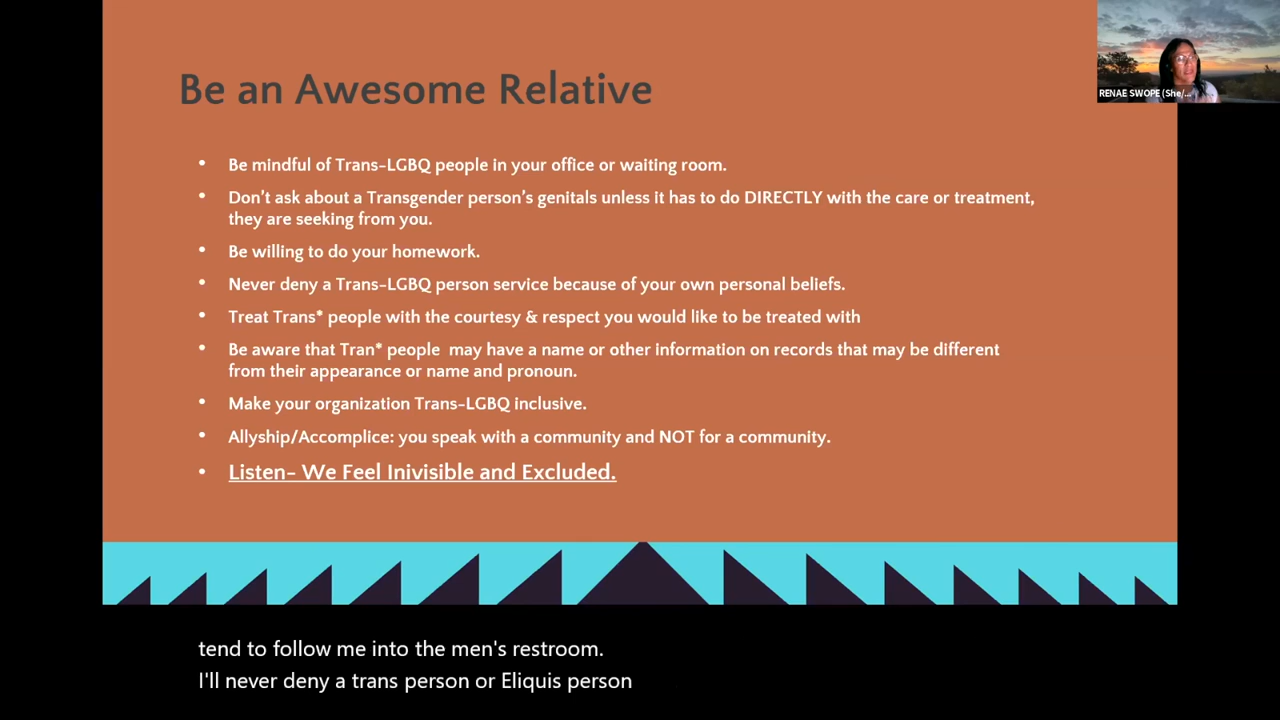 Be an Awesome Relative
RENAE SWOPE (She/...
• Be mindful of Trans-LGBQ people in your office or waiting room.
• Don't ask about a Transgender person's genitals unless it has to do DIRECTLY with the care or treatment,
they are seeking from you.
• Be willing to do your homework.
• Never deny a Trans-LGBQ person service because of your own personal beliefs.
• Treat Trans* people with the courtesy & respect you would like to be treated with
• Be aware that Tran* people may have a name or other information on records that may be different
from their appearance or name and pronoun.
• Make your organization Trans-LGBQ inclusive.
• Allyship/Accomplice: you speak with a community and NOT for a community.
• Listen- We Feel Inivisible and Excluded.
tend to follow me into the men's restroom.
I'll never deny a trans person or Eliquis person